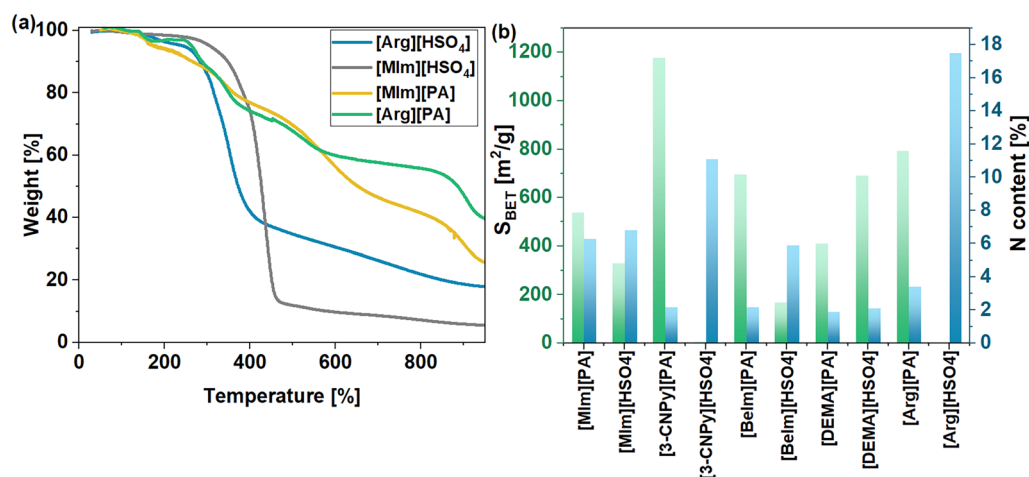 (a)
Weight [%]
100
80
60
40
20
0
[Arg][HSO₄]
[MIm][HSO₄]
[MIm][PA]
[Arg][PA]
0 200 400 600 800
Temperature [%]
(b)
S_BET [m²/g]
1200
1000
800
600
400
200
0
18
16
14
12
10
8
6
4
2
0
N content [%]
[MIm][PA]
[MIm][HSO4]
[3-CNPy][PA]
[3-CNPy][HSO4]
[BeIm][PA]
[BeIm][HSO4]
[DEMA][PA]
[DEMA][HSO4
[Arg][PA]
[Arg][HSO4]